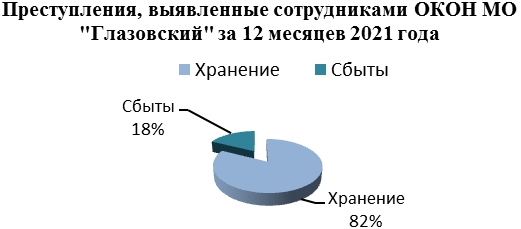 Преступления, выявленные сотрудниками ОКОН МО
"Глазовский" за 12 месяцев 2021 года
Хранение Сбыты
Сбыты
18%
Хранение
82%